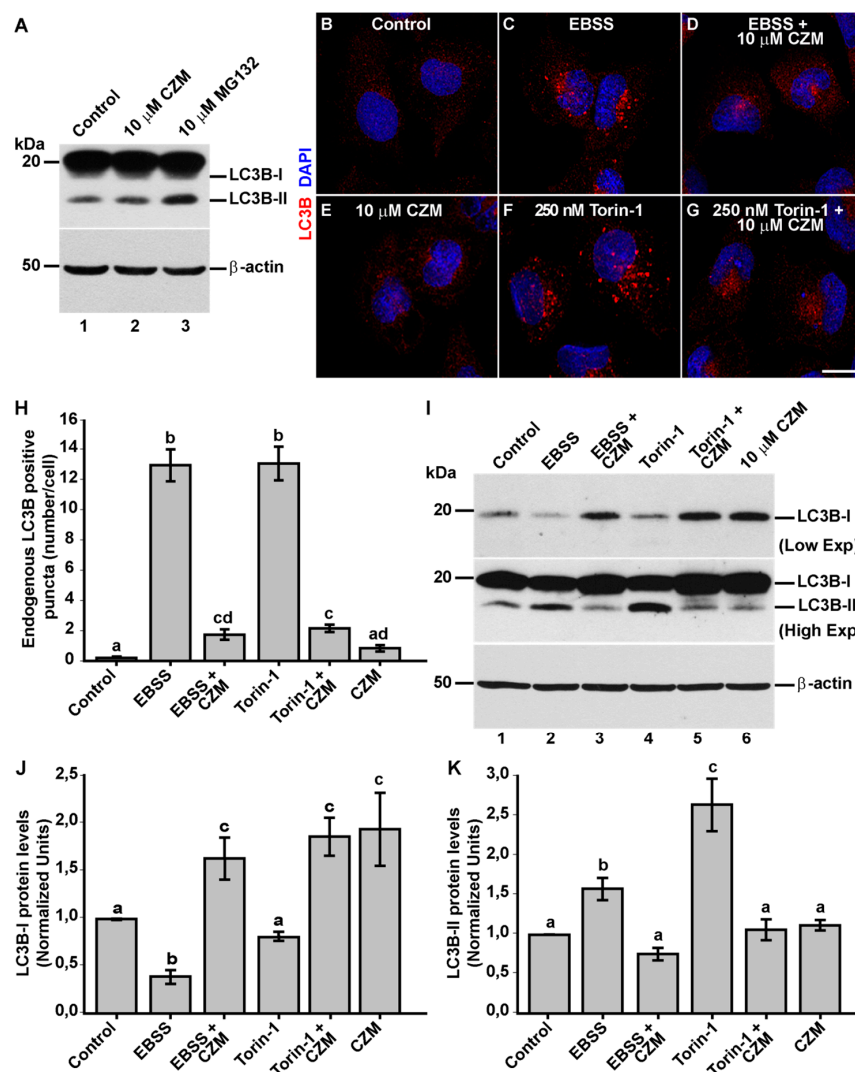 A
Control
10 µM CZM
10 µM MG132
kDa
20
LC3B-I
LC3B-II
50
β-actin
1 2 3
LC3B DAPI
B Control
C EBSS
D EBSS +
10 µM CZM
E 10 µM CZM
F 250 nM Torin-1
G 250 nM Torin-1 +
10 µM CZM
H
Endogenous LC3B positive
puncta (number/cell)
16
14
12
10
8
6
4
2
0
a
b
cd
b
c
ad
Control
EBSS
EBSS +
CZM
Torin-1
Torin-1 +
CZM
CZM
I
Control
EBSS
EBSS +
CZM
Torin-1
Torin-1 +
CZM
10 µM CZM
kDa
20
LC3B-I
(Low Exp)
20
LC3B-I
LC3B-II
(High Exp)
50
β-actin
1 2 3 4 5 6
J
LC3B-I protein levels
(Normalized Units)
2,5
2,0
1,5
1,0
0,5
0,0
a
b
c
a
c
c
Control
EBSS
EBSS +
CZM
Torin-1
Torin-1 +
CZM
CZM
K
LC3B-II protein levels
(Normalized Units)
3,0
2,5
2,0
1,5
1,0
0,5
0,0
a
b
a
c
a
a
Control
EBSS
EBSS +
CZM
Torin-1
Torin-1 +
CZM
CZM